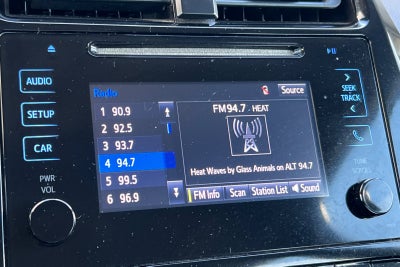 AUDIO
SETUP
CAR
PWR
VOL
Radio
Source
1 90.9
2 92.5
3 93.7
4 94.7
5 99.5
6 96.9
FM 94.7 . HEAT
Heat Waves by Glass Animals on ALT 94.7
FM Info
Scan
Station List
Sound
SEEK
TRACK
TUNE
SCROLL